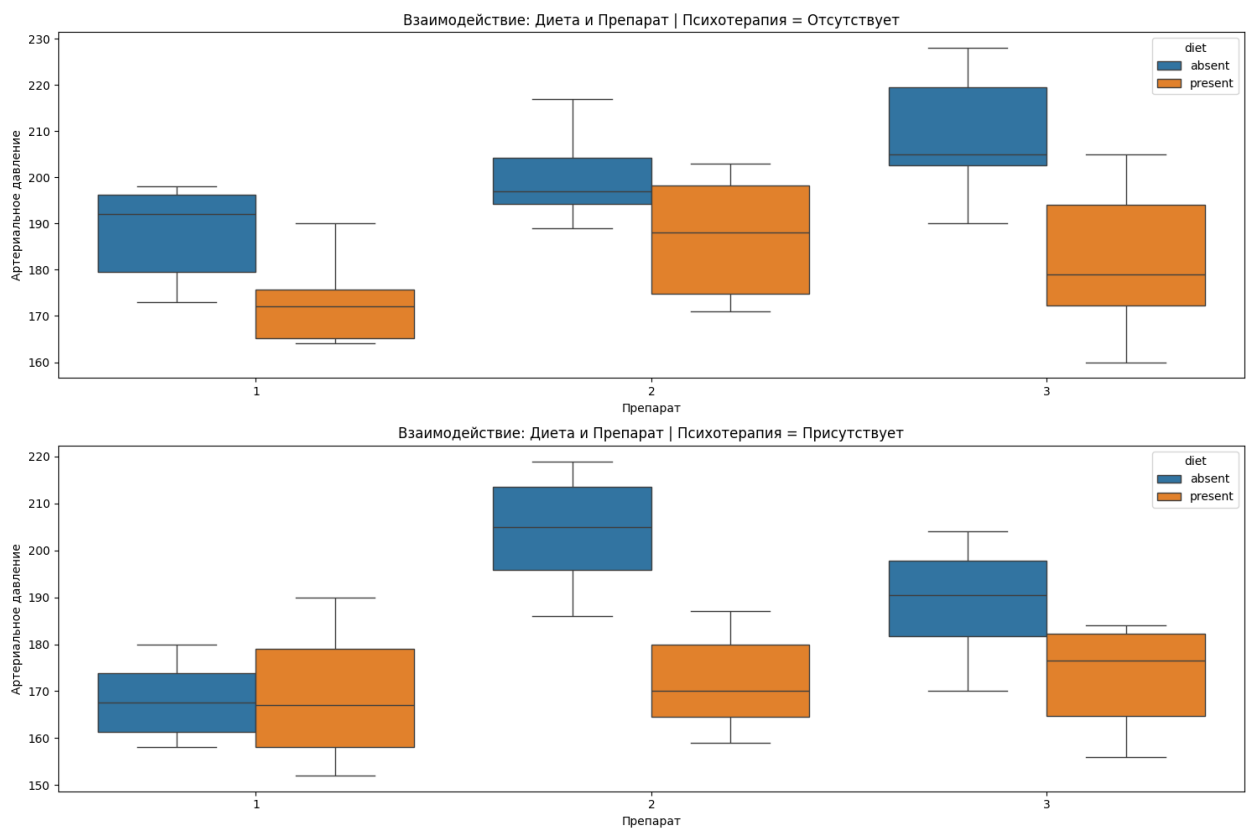 Взаимодействие: Диета и Препарат | Психотерапия = Отсутствует
230
220
210
200
190
180
170
160
Артериальное давление
diet
absent
present
1
2
3
Препарат
Взаимодействие: Диета и Препарат | Психотерапия = Присутствует
220
210
200
190
180
170
160
150
Артериальное давление
diet
absent
present
1
2
3
Препарат